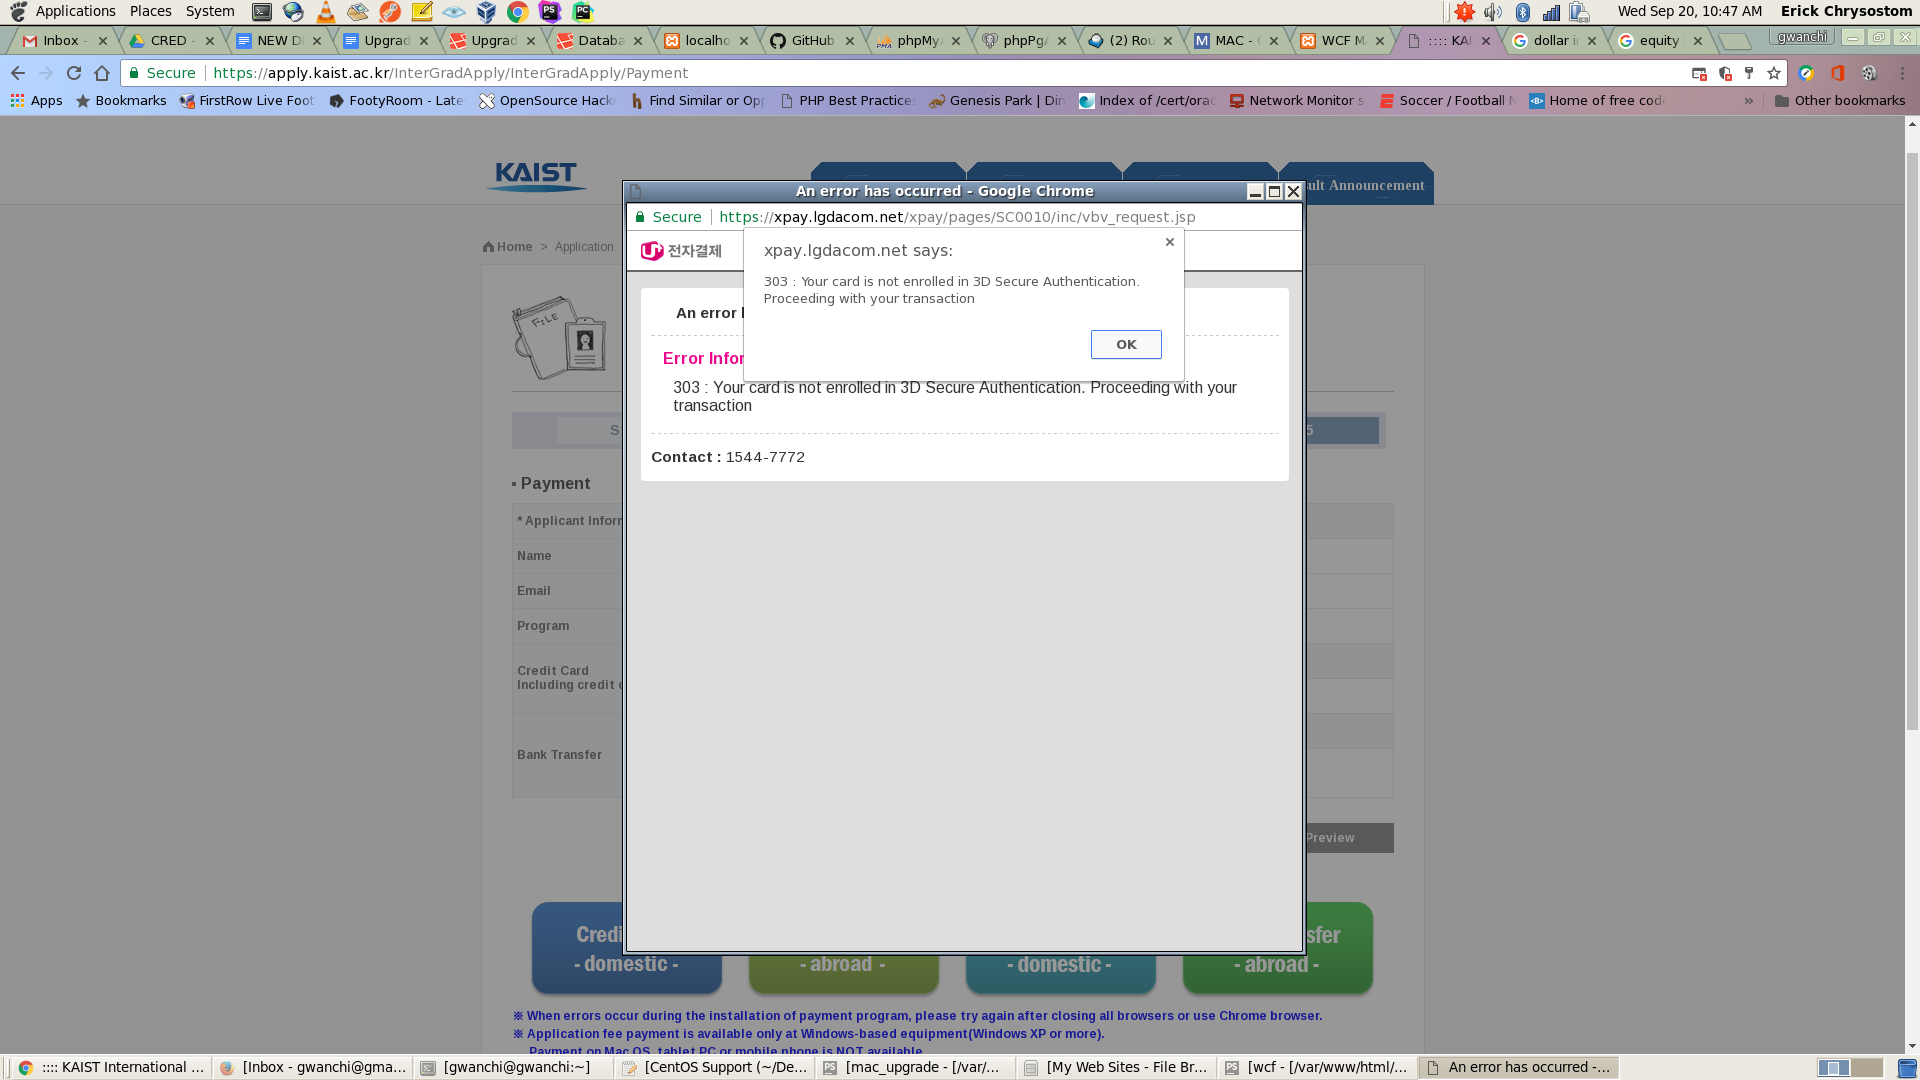 Applications Places System
Wed Sep 20, 10:47 AM Erick Chrysostom
Inbox - CRED - NEW D Upgrad Upgrad Databa localho GitHub phpMy phpPg (2) Rou MAC - WCF M :::: KAI dollar i equity gwanchi
Secure https://apply.kaist.ac.kr/InterGradApply/InterGradApply/Payment
Apps Bookmarks FirstRow Live Foot FootyRoom - Late OpenSource Hack Find Similar or Op PHP Best Practice Genesis Park | Din Index of /cert/orac Network Monitor s Soccer / Football N Home of free code » Other bookmarks
KAIST
ult Announcement
An error has occurred - Google Chrome
Secure https://xpay.lgdacom.net/xpay/pages/SC0010/inc/vbv_request.jsp
Home > Application
U+ 전자결제
xpay.lgdacom.net says:
303 : Your card is not enrolled in 3D Secure Authentication.
Proceeding with your transaction
OK
FILE
An error
Error Infor
303 : Your card is not enrolled in 3D Secure Authentication. Proceeding with your
transaction
Contact : 1544-7772
S
5
Payment
* Applicant Inforr
Name
Email
Program
Credit Card
Including credit c
Bank Transfer
Preview
Credi
- domestic -
- abroad -
- domestic -
sfer
- abroad -
※ When errors occur during the installation of payment program, please try again after closing all browsers or use Chrome browser.
※ Application fee payment is available only at Windows-based equipment(Windows XP or more).
Payment on Mac OS, tablet PC or mobile phone is NOT available
:::: KAIST International ... [Inbox - gwanchi@gma... [gwanchi@gwanchi:~] [CentOS Support (~/De... [mac_upgrade - [/var/... [My Web Sites - File Br... [wcf - [/var/www/html/... An error has occurred -...